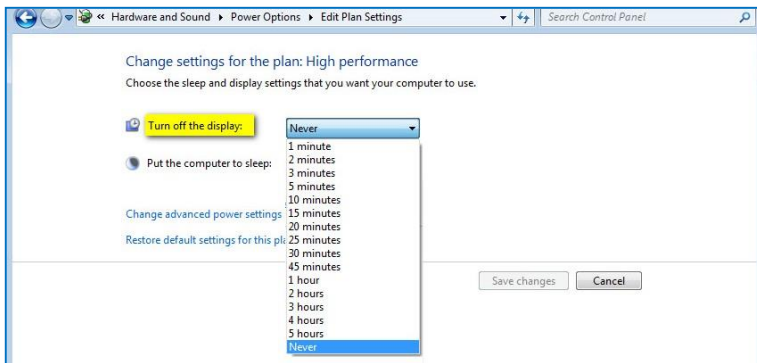 « Hardware and Sound ▸ Power Options ▸ Edit Plan Settings
Search Control Panel
Change settings for the plan: High performance
Choose the sleep and display settings that you want your computer to use.
Turn off the display:
Never
1 minute
2 minutes
3 minutes
5 minutes
10 minutes
15 minutes
20 minutes
25 minutes
30 minutes
45 minutes
1 hour
2 hours
3 hours
4 hours
5 hours
Never
Put the computer to sleep:
Change advanced power settings
Restore default settings for this
Save changes
Cancel